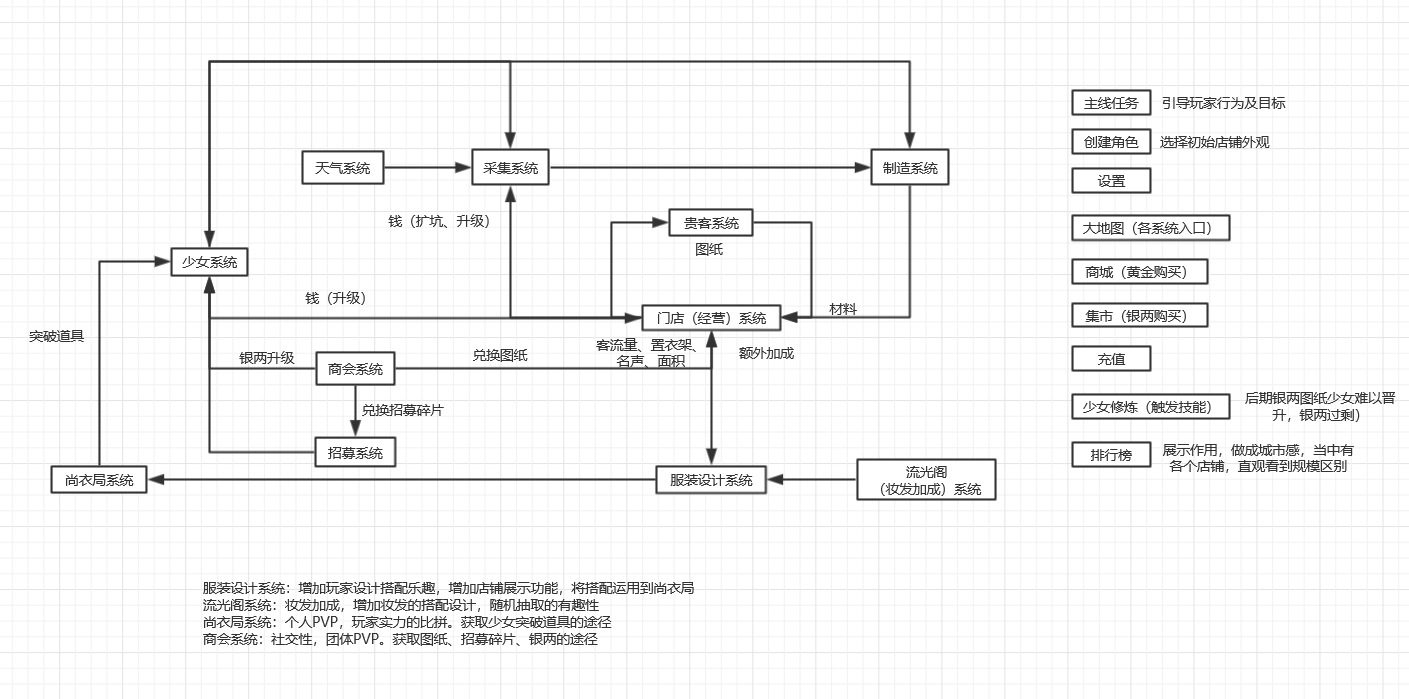 天气系统
采集系统
制造系统
钱（扩坑、升级）
贵客系统
图纸
少女系统
钱（升级）
门店（经营）系统
材料
突破道具
银两升级
商会系统
兑换图纸
客流量、置衣架、
名声、面积
额外加成
兑换招募碎片
招募系统
尚衣局系统
服装设计系统
流光阁
（妆发加成）系统
主线任务
引导玩家行为及目标
创建角色
选择初始店铺外观
设置
大地图（各系统入口）
商城（黄金购买）
集市（银两购买）
充值
少女修炼（触发技能）
后期银两图纸少女难以晋
升，银两过剩）
排行榜
展示作用，做成城市感，当中有
各个店铺，直观看到规模区别
服装设计系统：增加玩家设计搭配乐趣，增加店铺展示功能，将搭配运用到尚衣局
流光阁系统：妆发加成，增加妆发的搭配设计，随机抽取的有趣性
尚衣局系统：个人PVP，玩家实力的比拼。获取少女突破道具的途径
商会系统：社交性，团体PVP。获取图纸、招募碎片、银两的途径